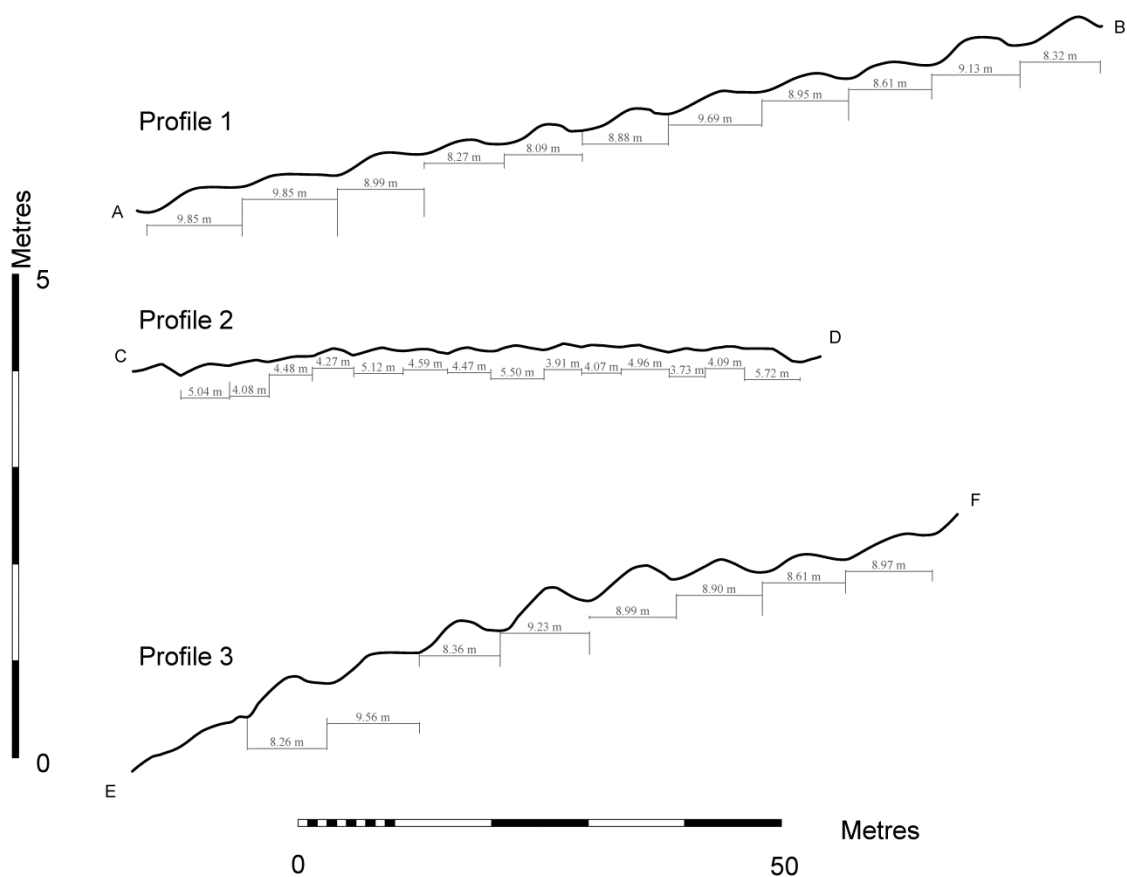 B
8.32 m
9.13 m
8.61 m
8.95 m
Profile 1
9.69 m
8.88 m
8.09 m
8.27 m
8.99 m
9.85 m
A
9.85 m
Metres
5
Profile 2
D
C
5.04 m
4.08 m
4.48 m
4.27 m
5.12 m
4.59 m
4.47 m
5.50 m
3.91 m
4.07 m
4.96 m
3.73 m
4.09 m
5.72 m
F
8.97 m
8.61 m
8.90 m
8.99 m
9.23 m
Profile 3
8.36 m
9.56 m
8.26 m
0
E
Metres
0
50